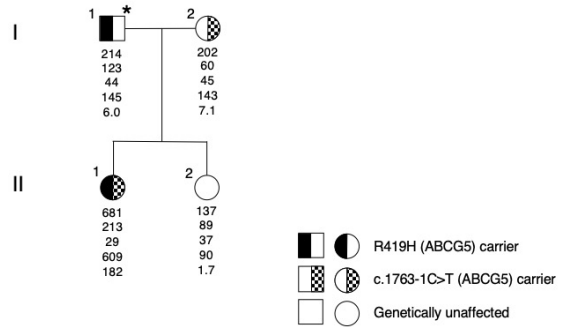 I
1 * 2
214 202
123 60
44 45
145 143
6.0 7.1
II
1 2
681 137
213 89
29 37
609 90
182 1.7
R419H (ABCG5) carrier
c.1763-1C>T (ABCG5) carrier
Genetically unaffected